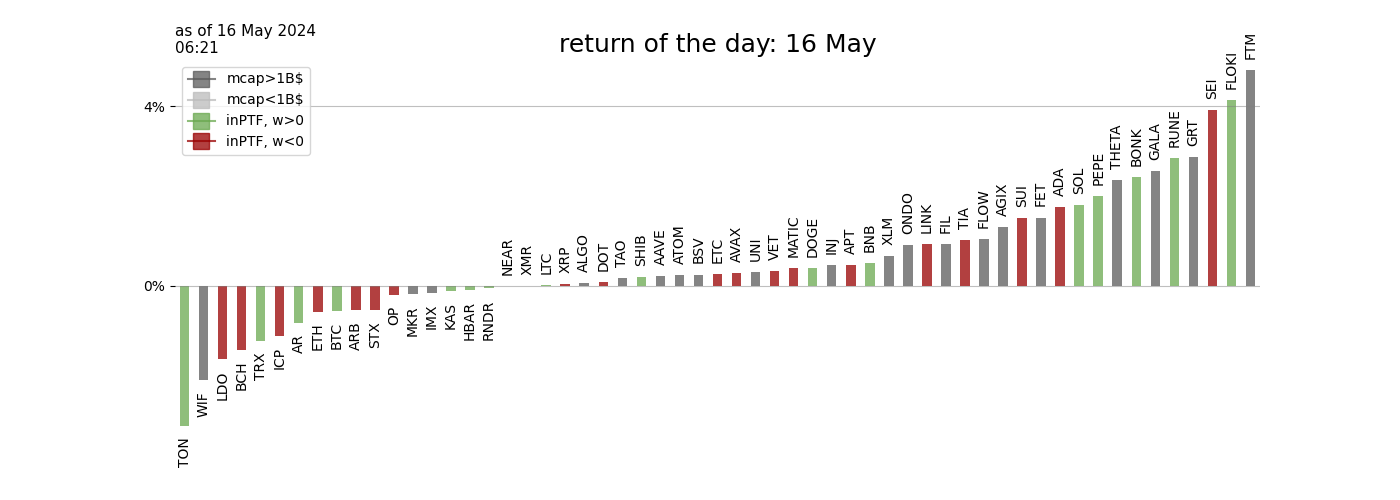 as of 16 May 2024
06:21
return of the day: 16 May
mcap>1B$
mcap<1B$
inPTF, w>0
inPTF, w<0
4%
0%
TON
WIF
LDO
BCH
TRX
ICP
AR
ETH
BTC
ARB
STX
OP
MKR
IMX
KAS
HBAR
RNDR
NEAR
XMR
LTC
XRP
ALGO
DOT
TAO
SHIB
AAVE
ATOM
BSV
ETC
AVAX
UNI
VET
MATIC
DOGE
INJ
APT
BNB
XLM
ONDO
LINK
FIL
TIA
FLOW
AGIX
SUI
FET
ADA
SOL
PEPE
THETA
BONK
GALA
RUNE
GRT
SEI
FLOKI
FTM